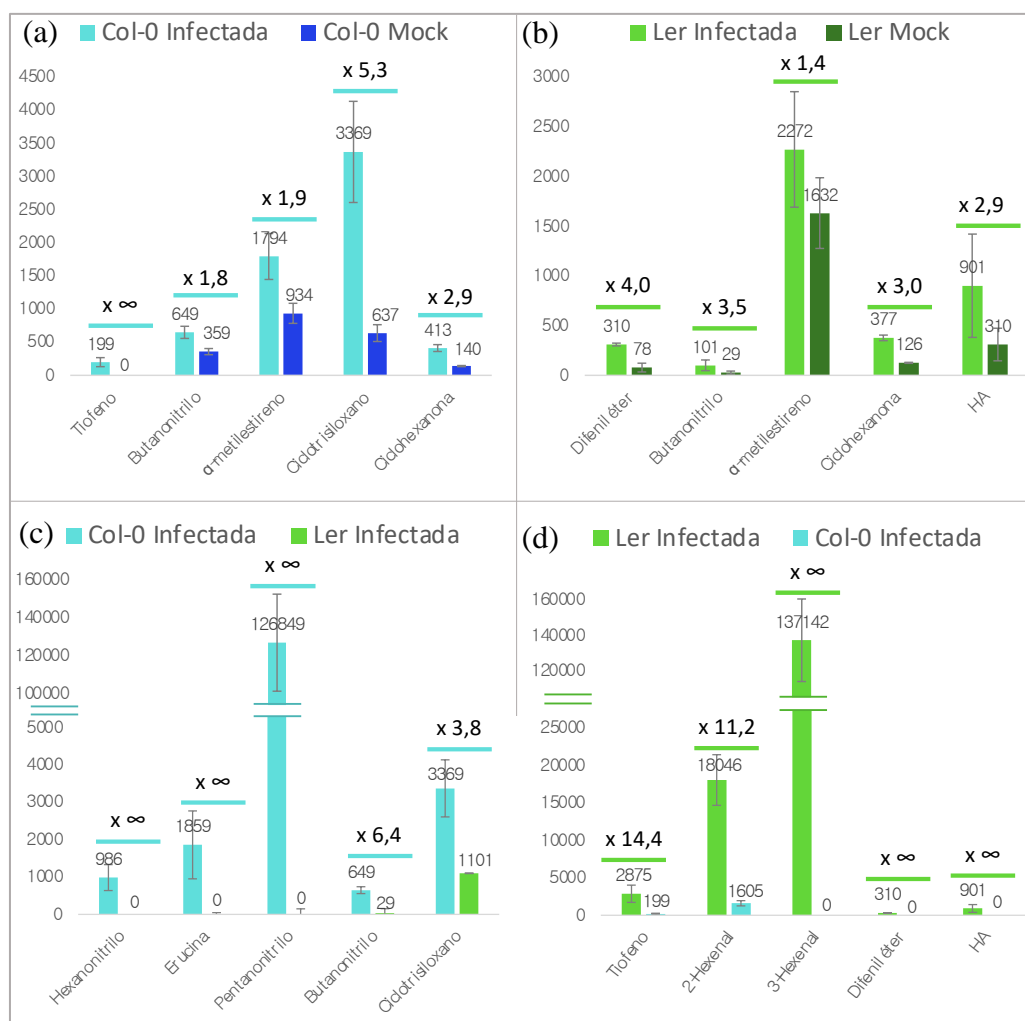 (a) Col-0 Infectada Col-0 Mock
x 5,3
4500
4000
3369
3500
3000
2500
x 1,9
2000
1794
1500
x 1,8
934
x 2,9
1000
x ∞
649
637
500
199
359
413
0
0
140
Tiofeno
Butanonitrilo
α-metilestireno
Ciclotrisiloxano
Ciclohexanona
(b) Ler Infectada Ler Mock
x 1,4
3000
2500
2272
2000
1632
x 2,9
1500
1000
x 4,0
x 3,5
x 3,0
901
500
310
101
377
310
78
29
126
0
Difenil éter
Butanonitrilo
α-metilestireno
Ciclohexanona
HA
(c) Col-0 Infectada Ler Infectada
x ∞
160000
140000
126849
120000
100000
5000
x 3,8
4000
3369
3000
x ∞
2000
x ∞
1859
x 6,4
1000
986
649
1101
0
0
0
0
29
Hexanonitrilo
Erucina
Pentanonitrilo
Butanonitrilo
Ciclotrisiloxano
(d) Ler Infectada Col-0 Infectada
x ∞
160000
137142
140000
120000
25000
x 11,2
20000
18046
15000
10000
x 14,4
5000
2875
1605
x ∞
x ∞
0
199
0
310 0
901 0
Tiofeno
2-Hexenal
3-Hexenal
Difenil éter
HA